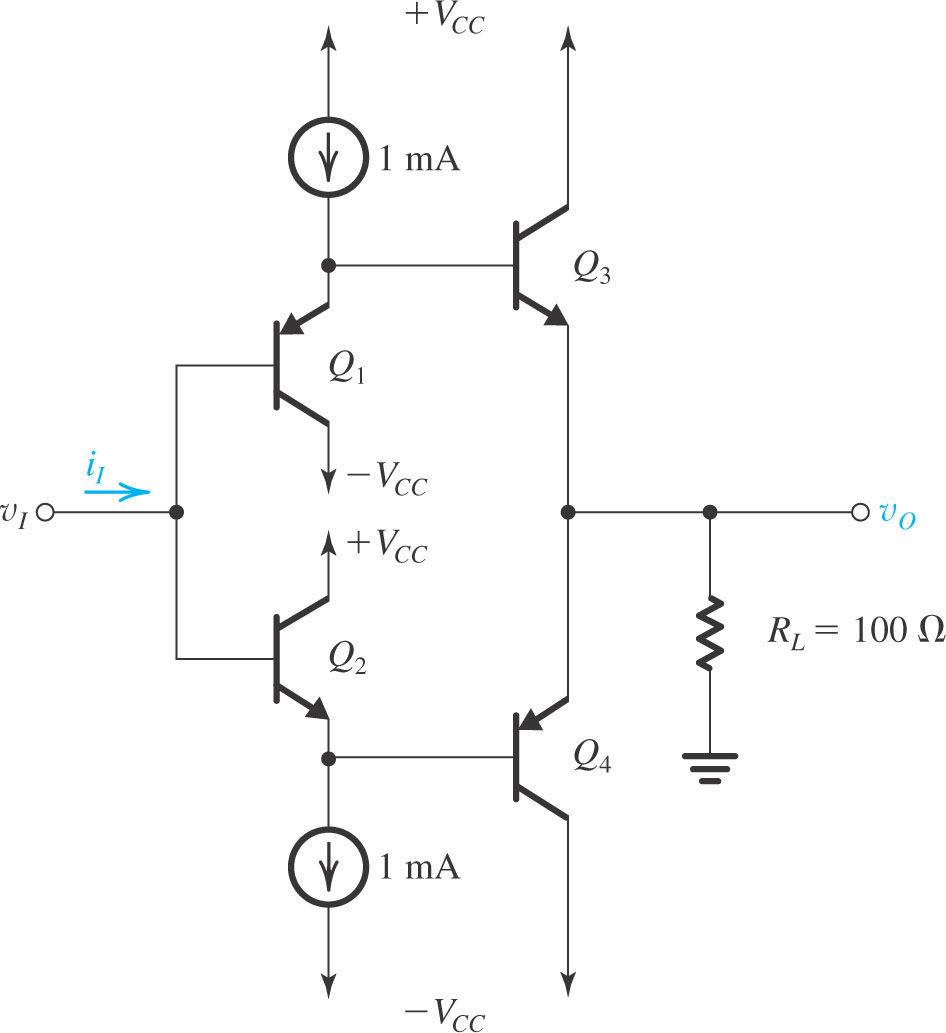 +V_CC
1 mA
Q_3
Q_1
i_I
−V_CC
v_I
v_O
+V_CC
R_L = 100 Ω
Q_2
Q_4
1 mA
−V_CC